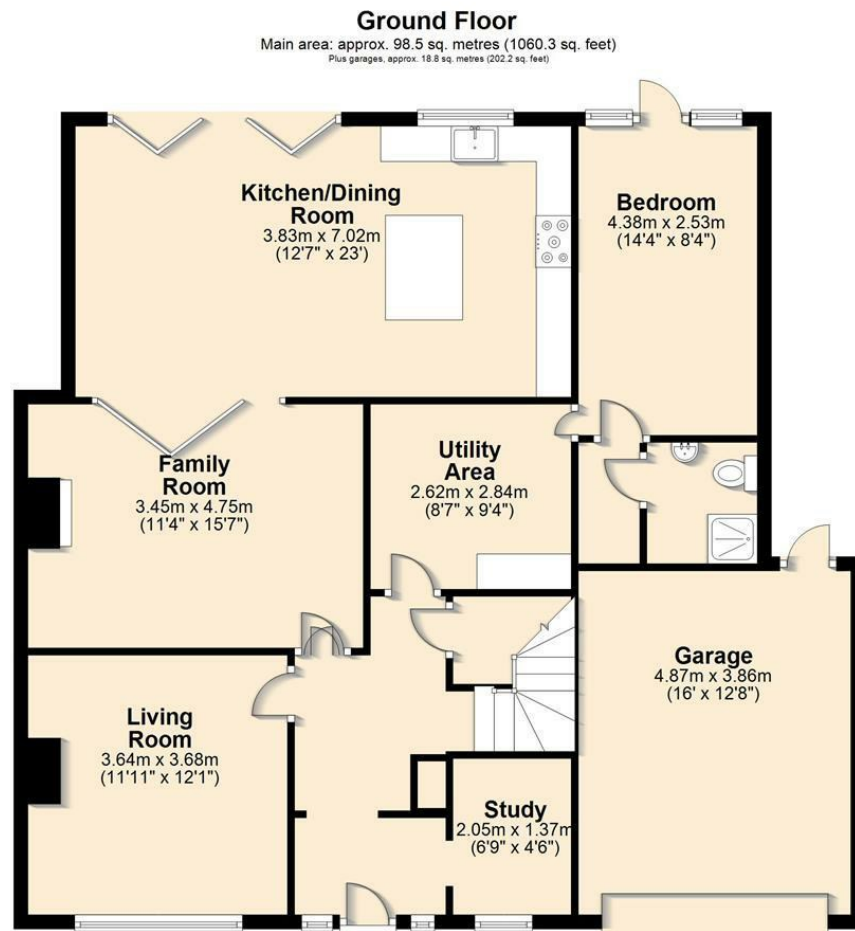 Ground Floor
Main area: approx. 98.5 sq. metres (1060.3 sq. feet)
Plus garages, approx. 18.8 sq. metres (202.2 sq. feet)
Kitchen/Dining
Room
3.83m x 7.02m
(12'7" x 23')
Bedroom
4.38m x 2.53m
(14'4" x 8'4")
Family
Room
3.45m x 4.75m
(11'4" x 15'7")
Utility
Area
2.62m x 2.84m
(8'7" x 9'4")
Garage
4.87m x 3.86m
(16' x 12'8")
Living
Room
3.64m x 3.68m
(11'11" x 12'1")
Study
2.05m x 1.37m
(6'9" x 4'6")